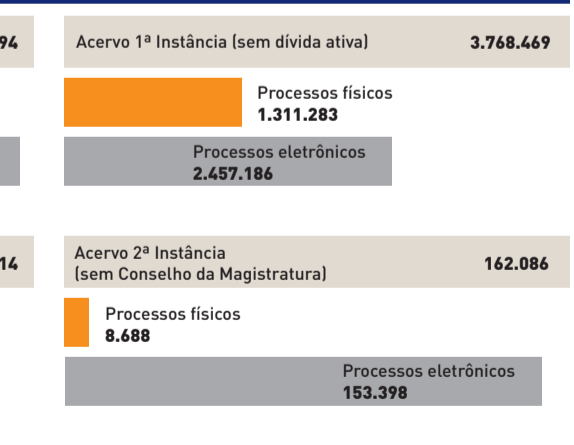 94
Acervo 1ª Instância (sem dívida ativa)
3.768.469
Processos físicos
1.311.283
Processos eletrônicos
2.457.186
14
Acervo 2ª Instância
(sem Conselho da Magistratura)
162.086
Processos físicos
8.688
Processos eletrônicos
153.398